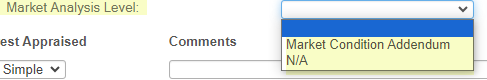 Market Analysis Level:
Market Condition Addendum
N/A
est Appraised Comments
Simple